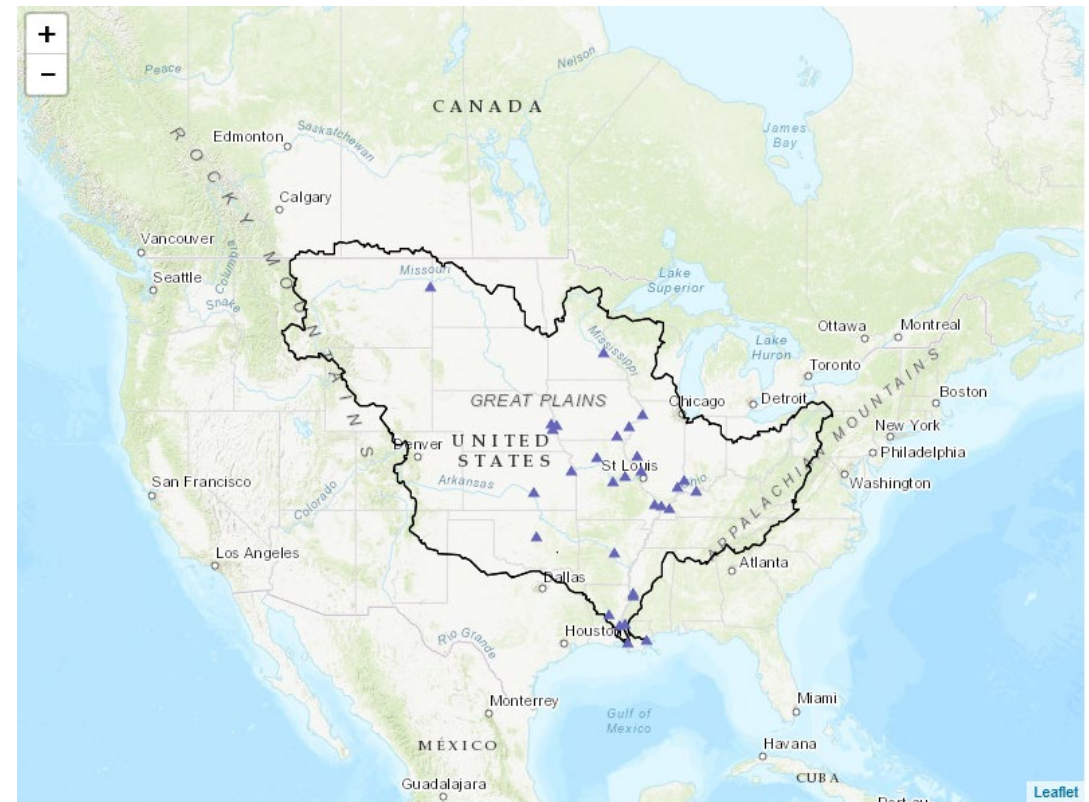 +
−
Peace
Nelson
CANADA
James
Bay
Edmonton
Saskatchewan
ROCKY MOUNTAINS
Calgary
Vancouver
Columbia
Seattle
Snake
Missouri
Lake
Superior
Ottawa
Montreal
Mississippi
Lake
Huron
Toronto
GREAT PLAINS
Chicago
Detroit
Boston
APPALACHIAN MOUNTAINS
New York
Denver
UNITED
STATES
Philadelphia
St Louis
Ohio
Washington
San Francisco
Colorado
Arkansas
Los Angeles
Atlanta
Dallas
Houston
Rio Grande
Monterrey
Gulf of
Mexico
Miami
MÉXICO
Havana
CUBA
Guadalajara
Leaflet